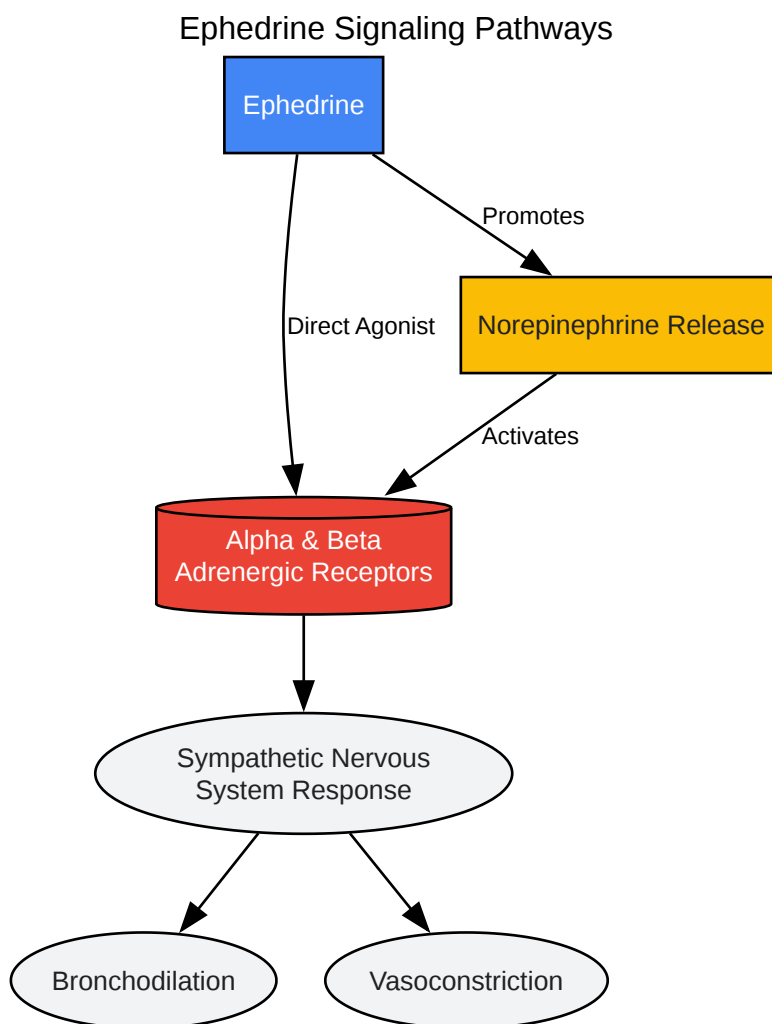 Ephedrine Signaling Pathways
Ephedrine
Promotes
Norepinephrine Release
Direct Agonist
Activates
Alpha & Beta
Adrenergic Receptors
Sympathetic Nervous
System Response
Bronchodilation
Vasoconstriction